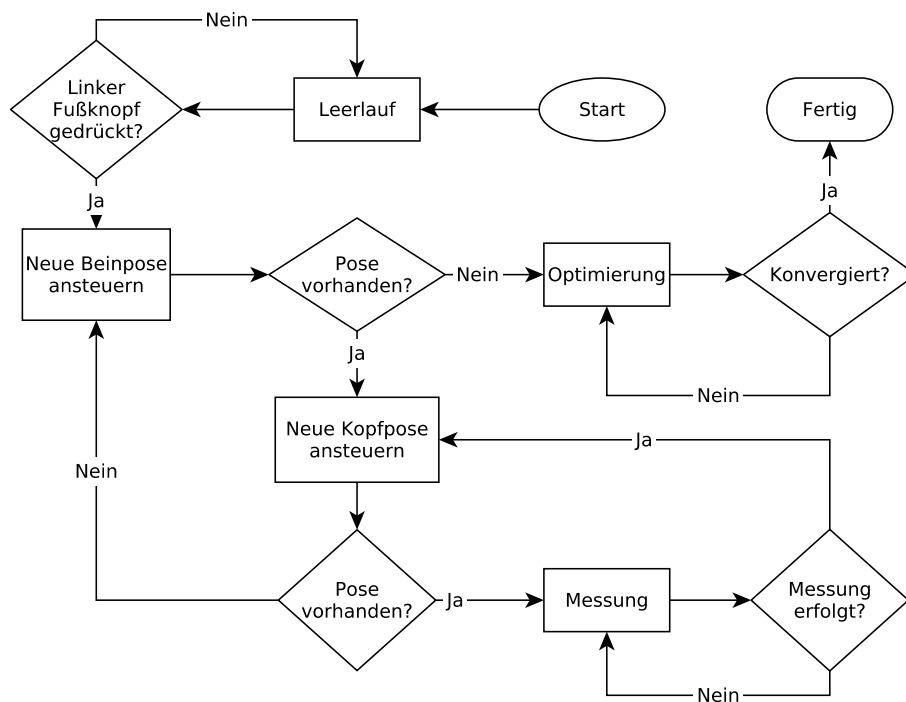 Nein
Linker
Fußknopf
gedrückt?
Leerlauf
Start
Fertig
Ja
Ja
Neue Beinpose
ansteuern
Pose
vorhanden?
Nein
Optimierung
Konvergiert?
Ja
Nein
Neue Kopfpose
ansteuern
Ja
Nein
Pose
vorhanden?
Ja
Messung
Messung
erfolgt?
Nein